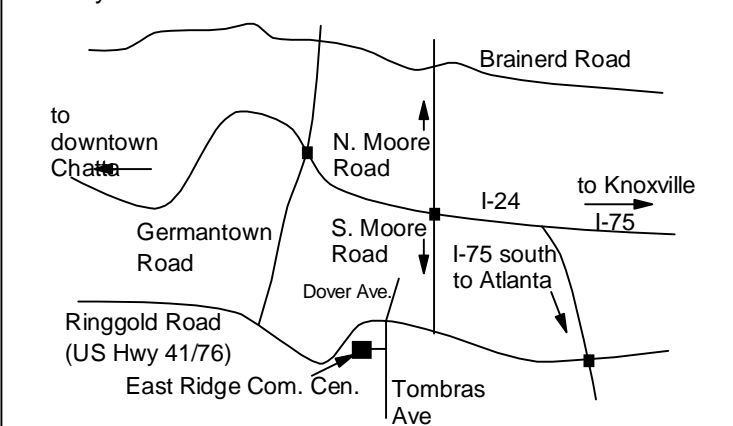 Brainerd Road
to
downtown
Chatta
N. Moore
Road
to Knoxville
I-24
I-75
Germantown
Road
S. Moore
Road
I-75 south
to Atlanta
Dover Ave.
Ringgold Road
(US Hwy 41/76)
East Ridge Com. Cen.
Tombras
Ave